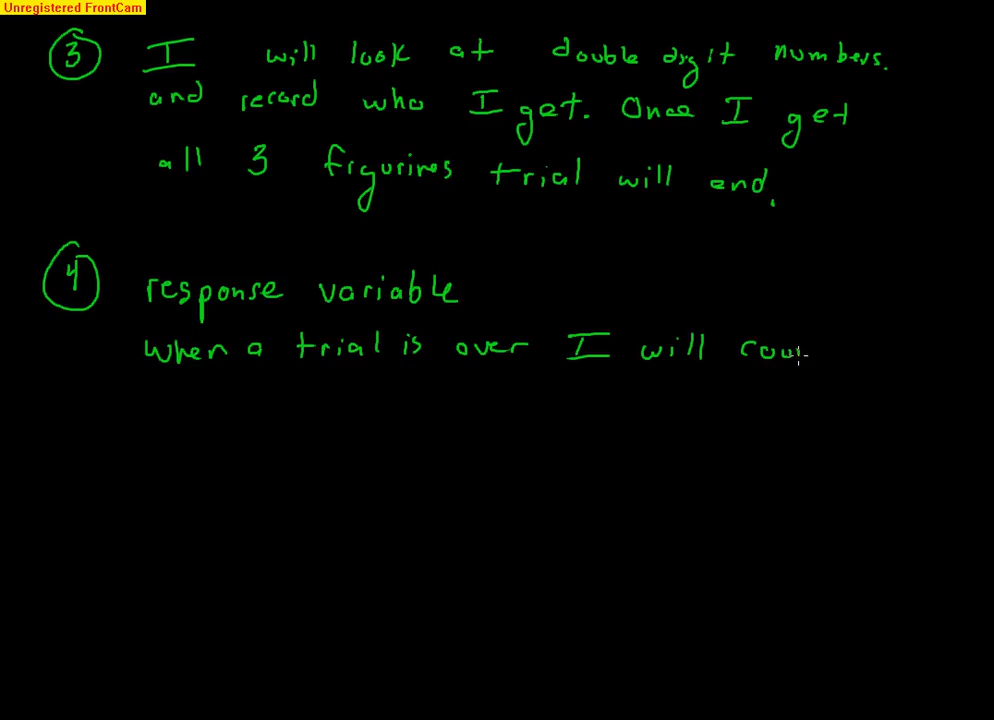 Unregistered FrontCam
3 I will look at double digit numbers.
and record who I get. Once I get
all 3 figurines trial will end.
4 response variable
when a trial is over I will cou